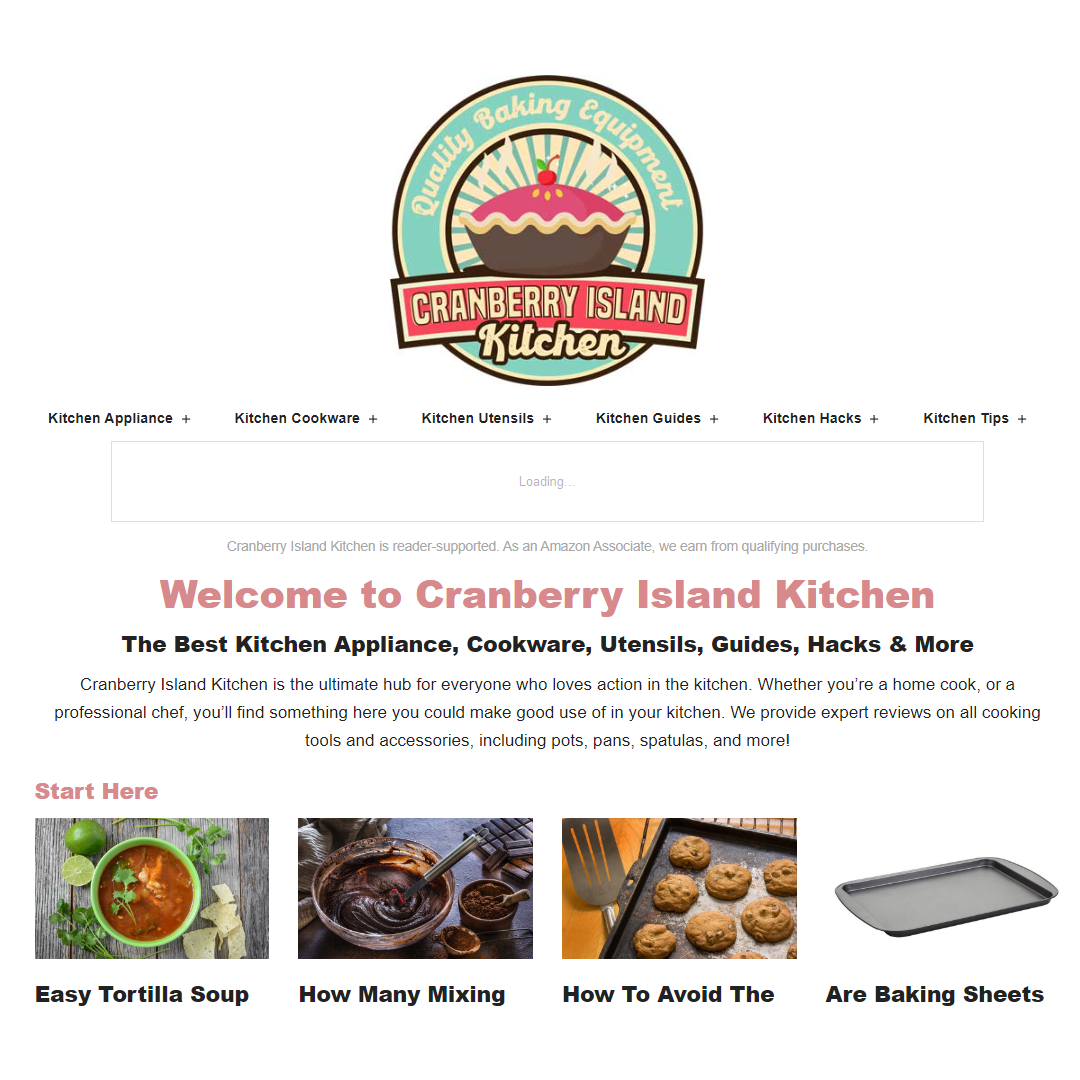 Quality Baking Equipment
CRANBERRY ISLAND
Kitchen
Kitchen Appliance + Kitchen Cookware + Kitchen Utensils + Kitchen Guides + Kitchen Hacks + Kitchen Tips +
Loading...
Cranberry Island Kitchen is reader-supported. As an Amazon Associate, we earn from qualifying purchases.
Welcome to Cranberry Island Kitchen
The Best Kitchen Appliance, Cookware, Utensils, Guides, Hacks & More
Cranberry Island Kitchen is the ultimate hub for everyone who loves action in the kitchen. Whether you’re a home cook, or a
professional chef, you’ll find something here you could make good use of in your kitchen. We provide expert reviews on all cooking
tools and accessories, including pots, pans, spatulas, and more!
Start Here
Easy Tortilla Soup
How Many Mixing
How To Avoid The
Are Baking Sheets